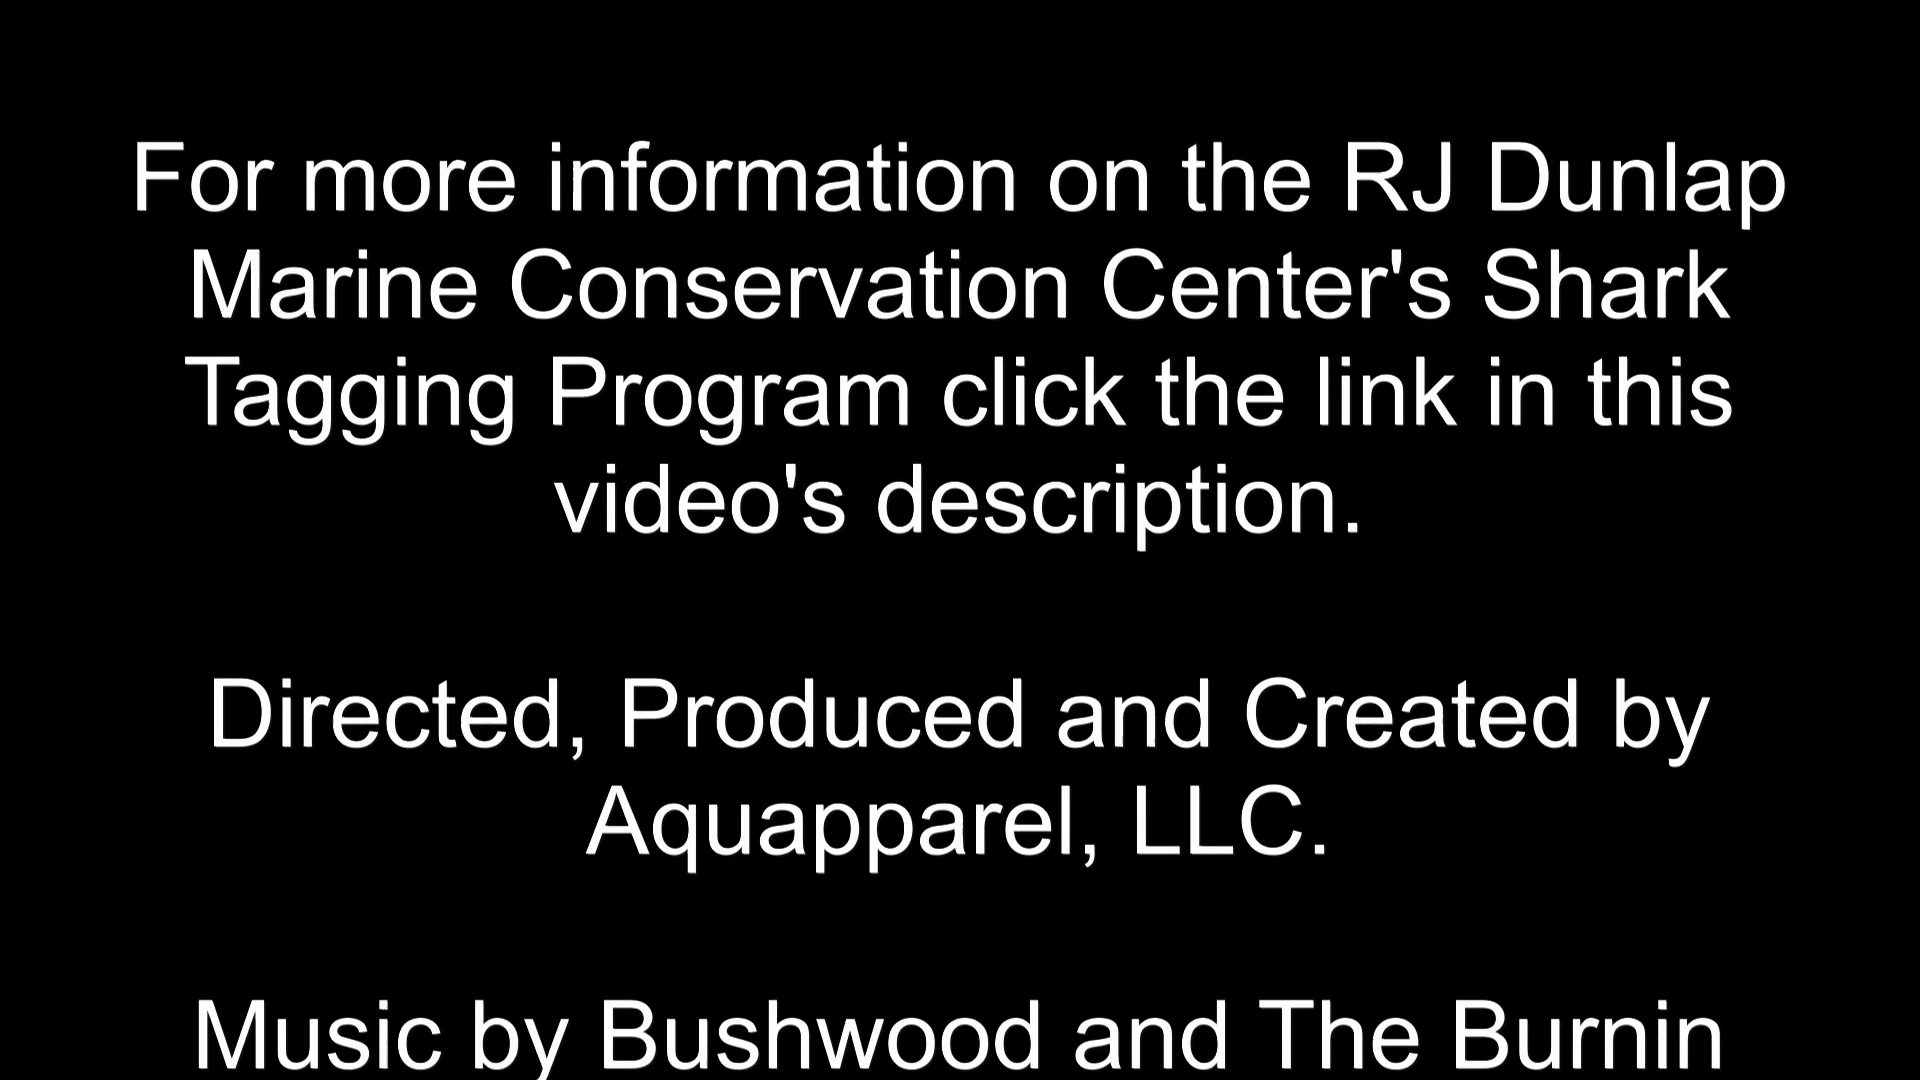 For more information on the RJ Dunlap
Marine Conservation Center's Shark
Tagging Program click the link in this
video's description.
Directed, Produced and Created by
Aquapparel, LLC.
Music by Bushwood and The Burnin